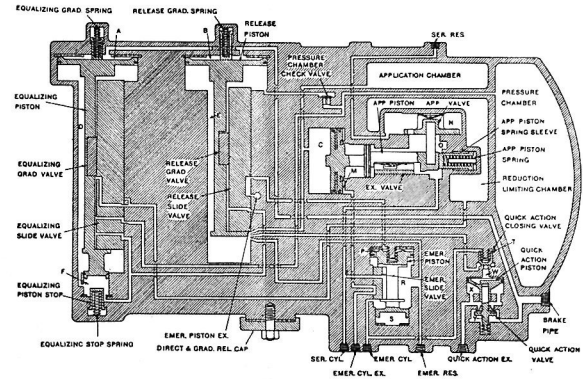 EQUALIZING GRAD. SPRING
RELEASE GRAD. SPRING
A
B
RELEASE
PISTON
SER. RES.
PRESSURE
CHAMBER
CHECK VALVE
APPLICATION CHAMBER
PRESSURE
CHAMBER
EQUALIZING
PISTON
D
E
APP PISTON
APP
VALVE
N
APP PISTON
SPRING SLEEVE
C
O
APP PISTON
SPRING
M
EQUALIZING
GRAD VALVE
RELEASE
GRAD
VALVE
EX. VALVE
REDUCTION
LIMITING CHAMBER
RELEASE
SLIDE
VALVE
QUICK ACTION
CLOSING VALVE
EQUALIZING
SLIDE VALVE
P
EMER.
PISTON
T
QUICK
ACTION
PISTON
W
F
R
EMER.
SLIDE
VALVE
X
EQUALIZING
PISTON STOP
S
EQUALIZING STOP SPRING
EMER. PISTON EX.
DIRECT & GRAD. REL. CAP
SER. CYL.
EMER. CYL. EX.
EMER CYL.
EMER. RES.
QUICK ACTION EX.
QUICK ACTION
VALVE
BRAKE
PIPE